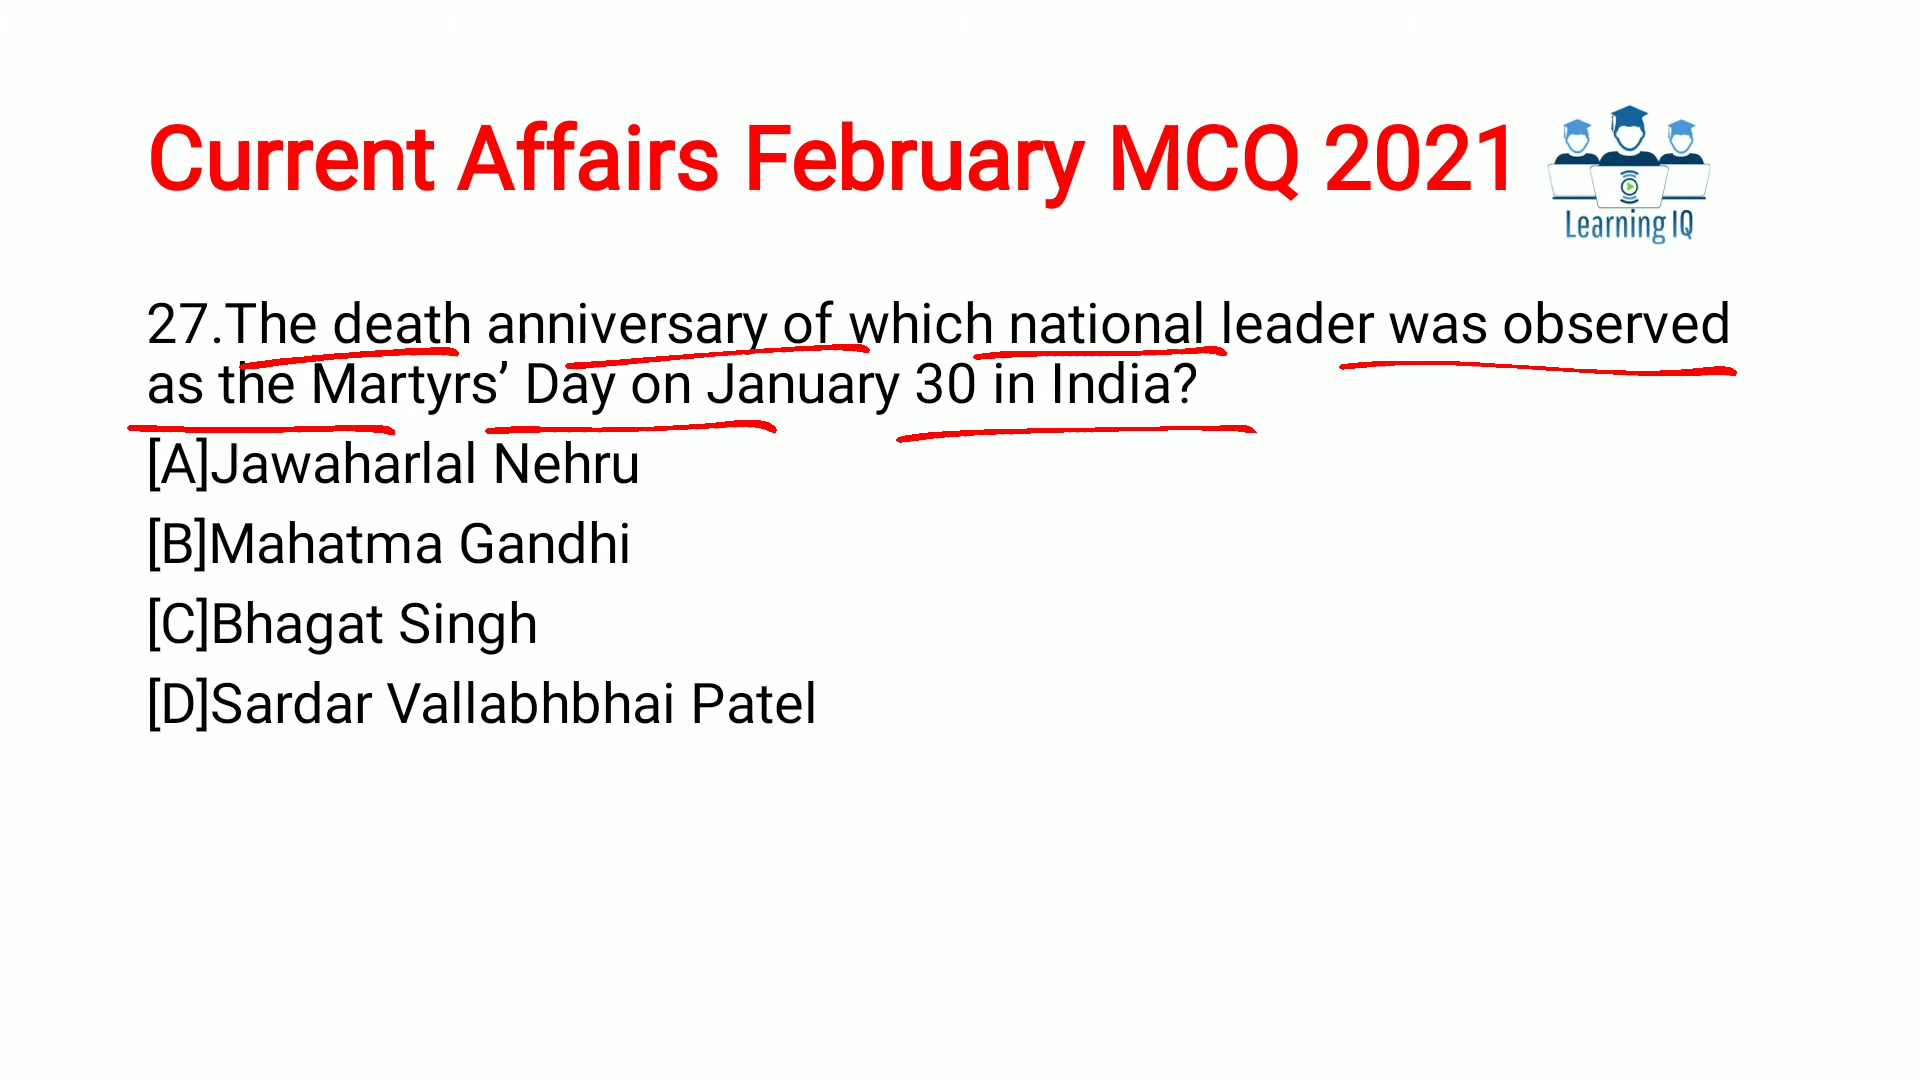 Current Affairs February MCQ 2021
Learning IQ
27.The death anniversary of which national leader was observed
as the Martyrs’ Day on January 30 in India?
[A]Jawaharlal Nehru
[B]Mahatma Gandhi
[C]Bhagat Singh
[D]Sardar Vallabhbhai Patel